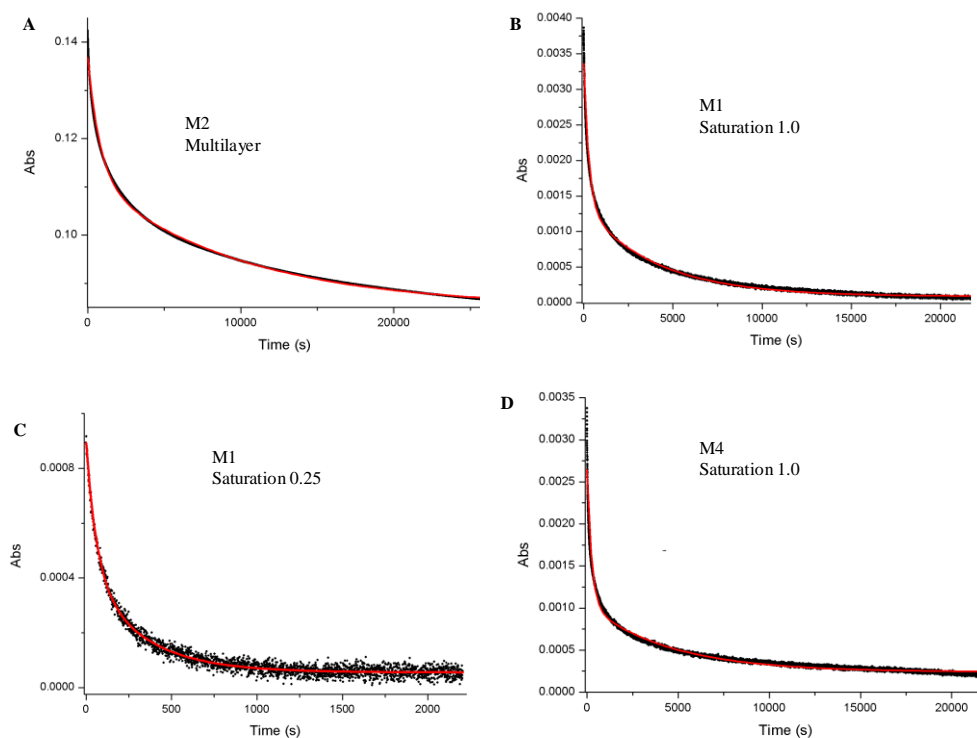 A
0.14
0.12
0.10
Abs
0
10000
20000
Time (s)
M2
Multilayer
B
0.0040
0.0035
0.0030
0.0025
0.0020
0.0015
0.0010
0.0005
0.0000
Abs
0
5000
10000
15000
20000
Time (s)
M1
Saturation 1.0
C
0.0008
0.0004
0.0000
Abs
0
500
1000
1500
2000
Time (s)
M1
Saturation 0.25
D
0.0035
0.0030
0.0025
0.0020
0.0015
0.0010
0.0005
0.0000
Abs
0
5000
10000
15000
20000
Time (s)
M4
Saturation 1.0